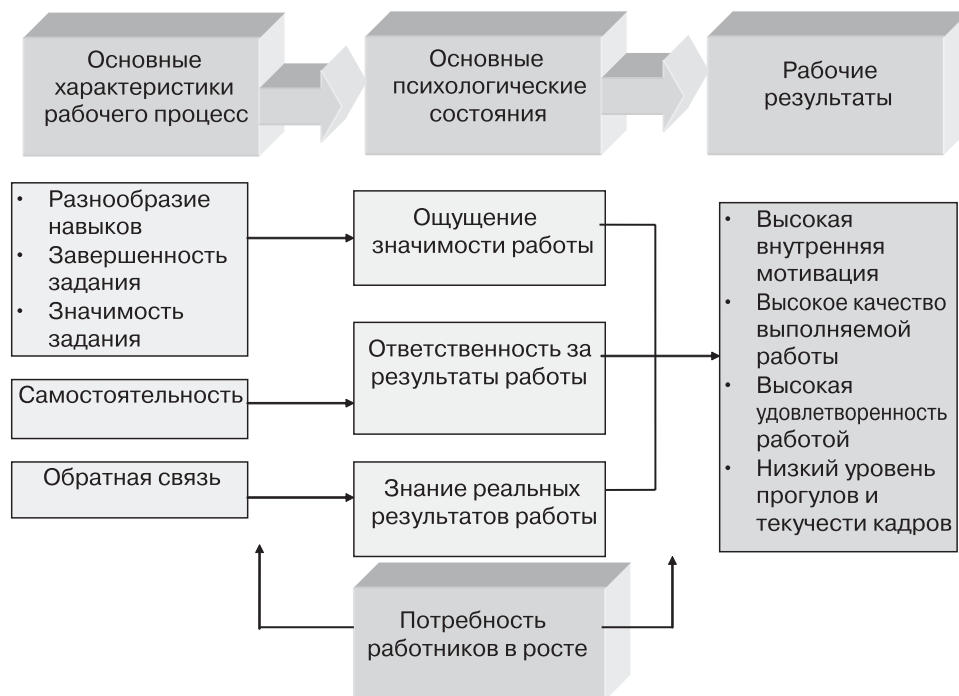 Основные
характеристики
рабочего процесс
Основные
психологические
состояния
Рабочие
результаты
• Разнообразие
навыков
• Завершенность
задания
• Значимость
задания
Самостоятельность
Обратная связь
Ощущение
значимости работы
Ответственность за
результаты работы
Знание реальных
результатов работы
• Высокая
внутренняя
мотивация
• Высокое качество
выполняемой
работы
• Высокая
удовлетворенность
работой
• Низкий уровень
прогулов и
текучести кадров
Потребность
работников в росте